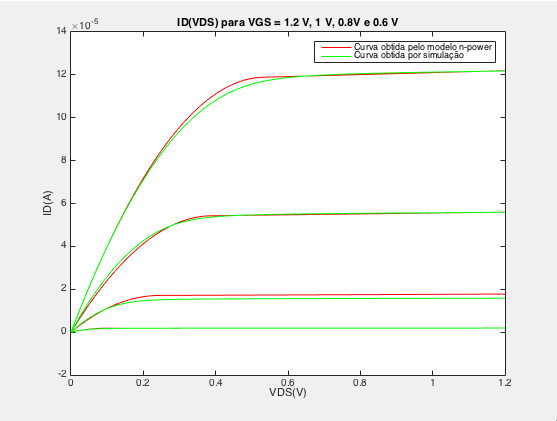 ID(VDS) para VGS = 1.2 V, 1 V, 0.8V e 0.6 V
×10⁻⁵
Curva obtida pelo modelo n-power
Curva obtida por simulação
14
12
10
8
6
4
2
0
-2
ID(A)
0 0.2 0.4 0.6 0.8 1 1.2
VDS(V)